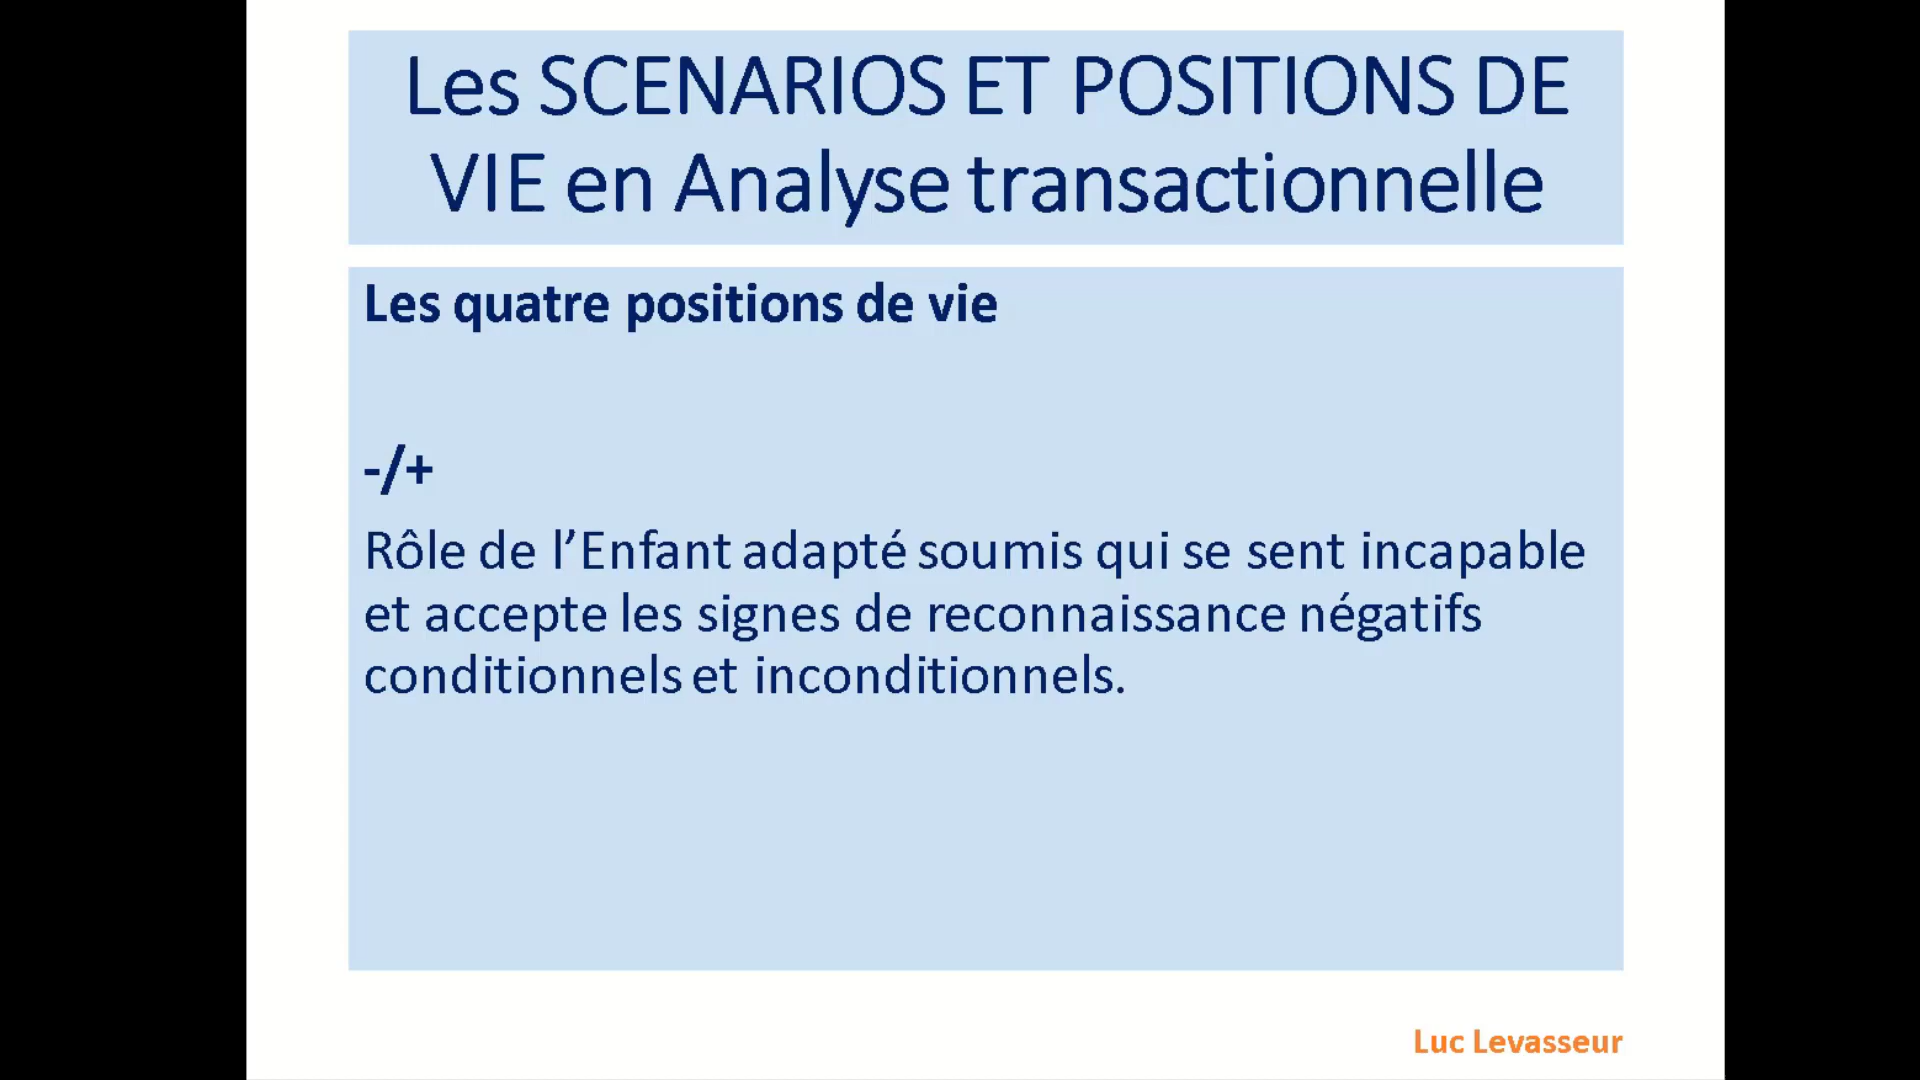 Les SCENARIOS ET POSITIONS DE
VIE en Analyse transactionnelle
Les quatre positions de vie
-/+
Rôle de l’Enfant adapté soumis qui se sent incapable
et accepte les signes de reconnaissance négatifs
conditionnels et inconditionnels.
Luc Levasseur